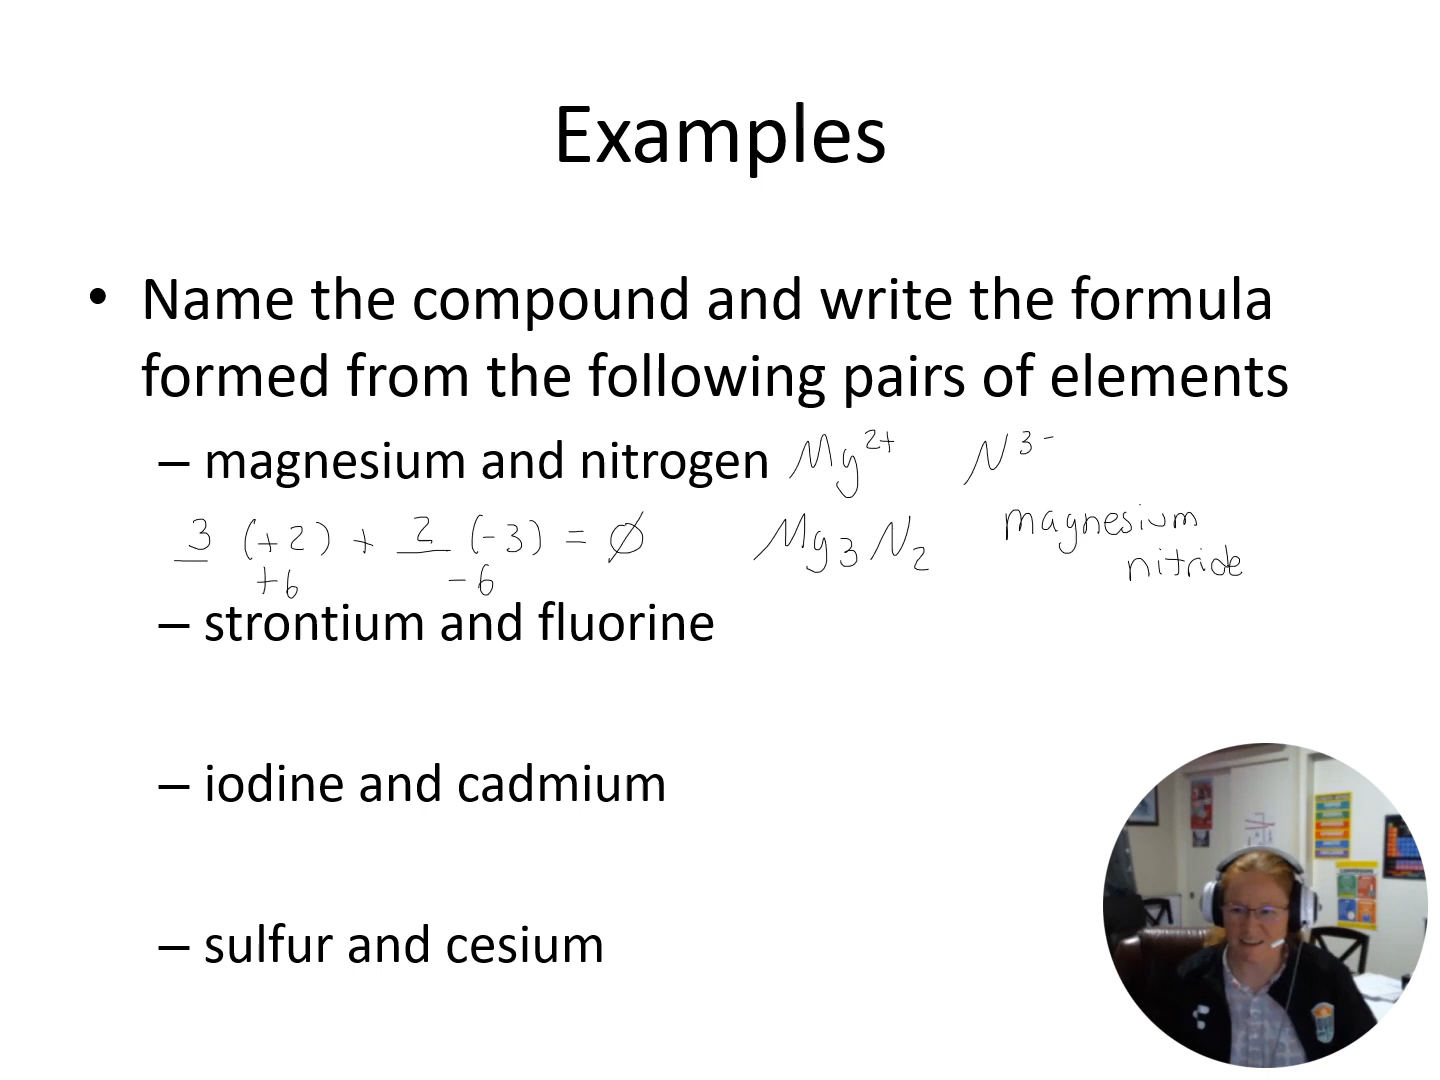 Examples
• Name the compound and write the formula
formed from the following pairs of elements
– magnesium and nitrogen Mg²⁺ N³⁻
3 (+2) + 2 (-3) = ∅ Mg₃N₂ magnesium
nitride
+6 -6
– strontium and fluorine
– iodine and cadmium
– sulfur and cesium